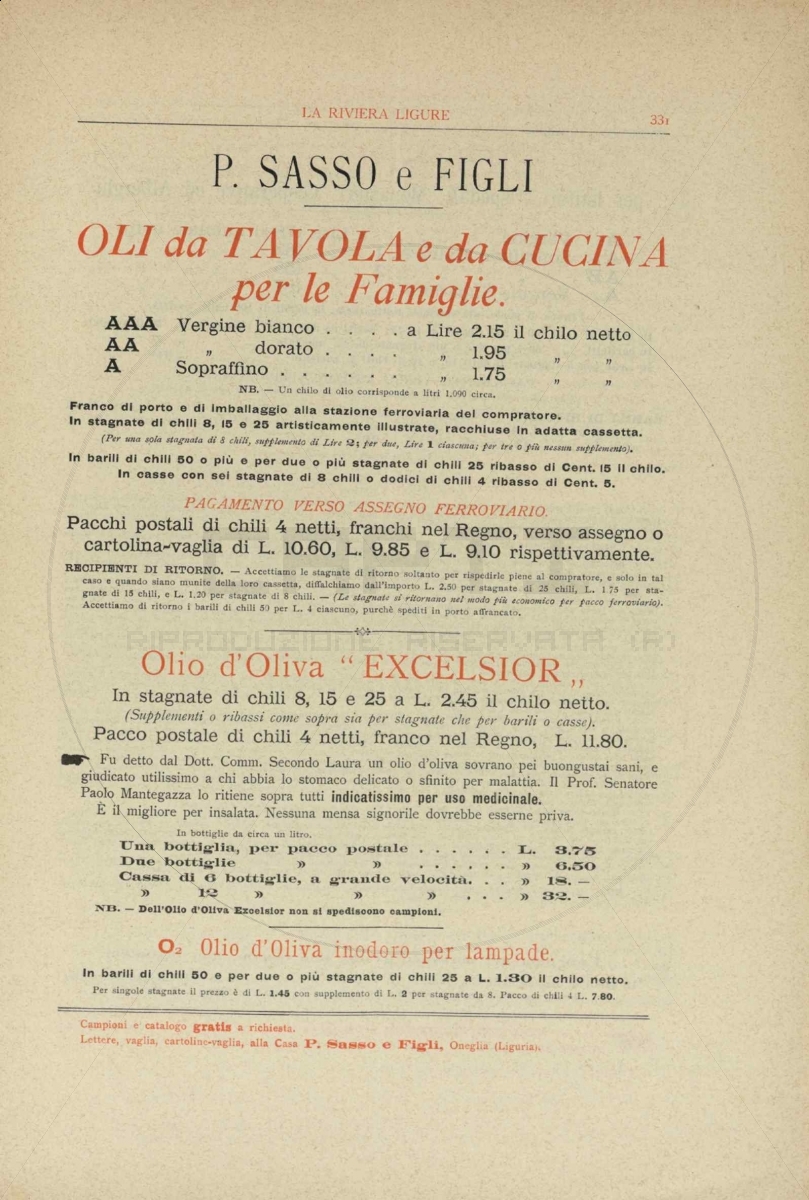 LA RIVIERA LIGURE 331
P. SASSO e FIGLI
OLI da TAVOLA e da CUCINA
per le Famiglie.
AAA Vergine bianco . . . . a Lire 2.15 il chilo netto
AA „ dorato . . . . „ 1.95 „ „
A Sopraffino . . . . . . „ 1.75 „ „
NB. — Un chilo di olio corrisponde a litri 1,090 circa.
Franco di porto e di imballaggio alla stazione ferroviaria del compratore.
In stagnate di chili 8, 15 e 25 artisticamente illustrate, racchiuse in adatta cassetta.
(Per una sola stagnata di 8 chili, supplemento di Lire 2; per due, Lire 1 ciascuna; per tre o più nessun supplemento).
In barili di chili 50 o più e per due o più stagnate di chili 25 ribasso di Cent. 15 il chilo.
In casse con sei stagnate di 8 chili o dodici di chili 4 ribasso di Cent. 5.
PAGAMENTO VERSO ASSEGNO FERROVIARIO.
Pacchi postali di chili 4 netti, franchi nel Regno, verso assegno o
cartolina-vaglia di L. 10.60, L. 9.85 e L. 9.10 rispettivamente.
RECIPIENTI DI RITORNO. — Accettiamo le stagnate di ritorno soltanto per rispedirle piene al compratore, e solo in tal
caso e quando siano munite della loro cassetta, diffalchiamo dall'importo L. 2.50 per stagnate di 25 chili, L. 1 75 per sta-
gnate di 15 chili, e L. 1.20 per stagnate di 8 chili. — (Le stagnate si ritornano nel modo più economico per pacco ferroviario).
Accettiamo di ritorno i barili di chili 50 per L. 4 ciascuno, purchè spediti in porto affrancato.
RIPRODUZIONE RISERVATA (R)
Olio d'Oliva “ EXCELSIOR „
In stagnate di chili 8, 15 e 25 a L. 2.45 il chilo netto.
(Supplementi o ribassi come sopra sia per stagnate che per barili o casse).
Pacco postale di chili 4 netti, franco nel Regno, L. 11.80.
Fu detto dal Dott. Comm. Secondo Laura un olio d'oliva sovrano pei buongustai sani, e
giudicato utilissimo a chi abbia lo stomaco delicato o sfinito per malattia. Il Prof. Senatore
Paolo Mantegazza lo ritiene sopra tutti indicatissimo per uso medicinale.
È il migliore per insalata. Nessuna mensa signorile dovrebbe esserne priva.
In bottiglie da circa un litro.
Una bottiglia, per pacco postale . . . . . . L. 3.75
Due bottiglie » » . . . . . . » 6.50
Cassa di 6 bottiglie, a grande velocità. . . » 18. —
» 12 » » » . . . » 32. —
NB. — Dell'Olio d'Oliva Excelsior non si spediscono campioni.
O₂ Olio d'Oliva inodoro per lampade.
In barili di chili 50 e per due o più stagnate di chili 25 a L. 1.30 il chilo netto.
Per singole stagnate il prezzo è di L. 1.45 con supplemento di L. 2 per stagnate da 8. Pacco di chili 4 L. 7.80.
Campioni e catalogo gratis a richiesta.
Lettere, vaglia, cartoline-vaglia, alla Casa P. Sasso e Figli, Oneglia (Liguria).